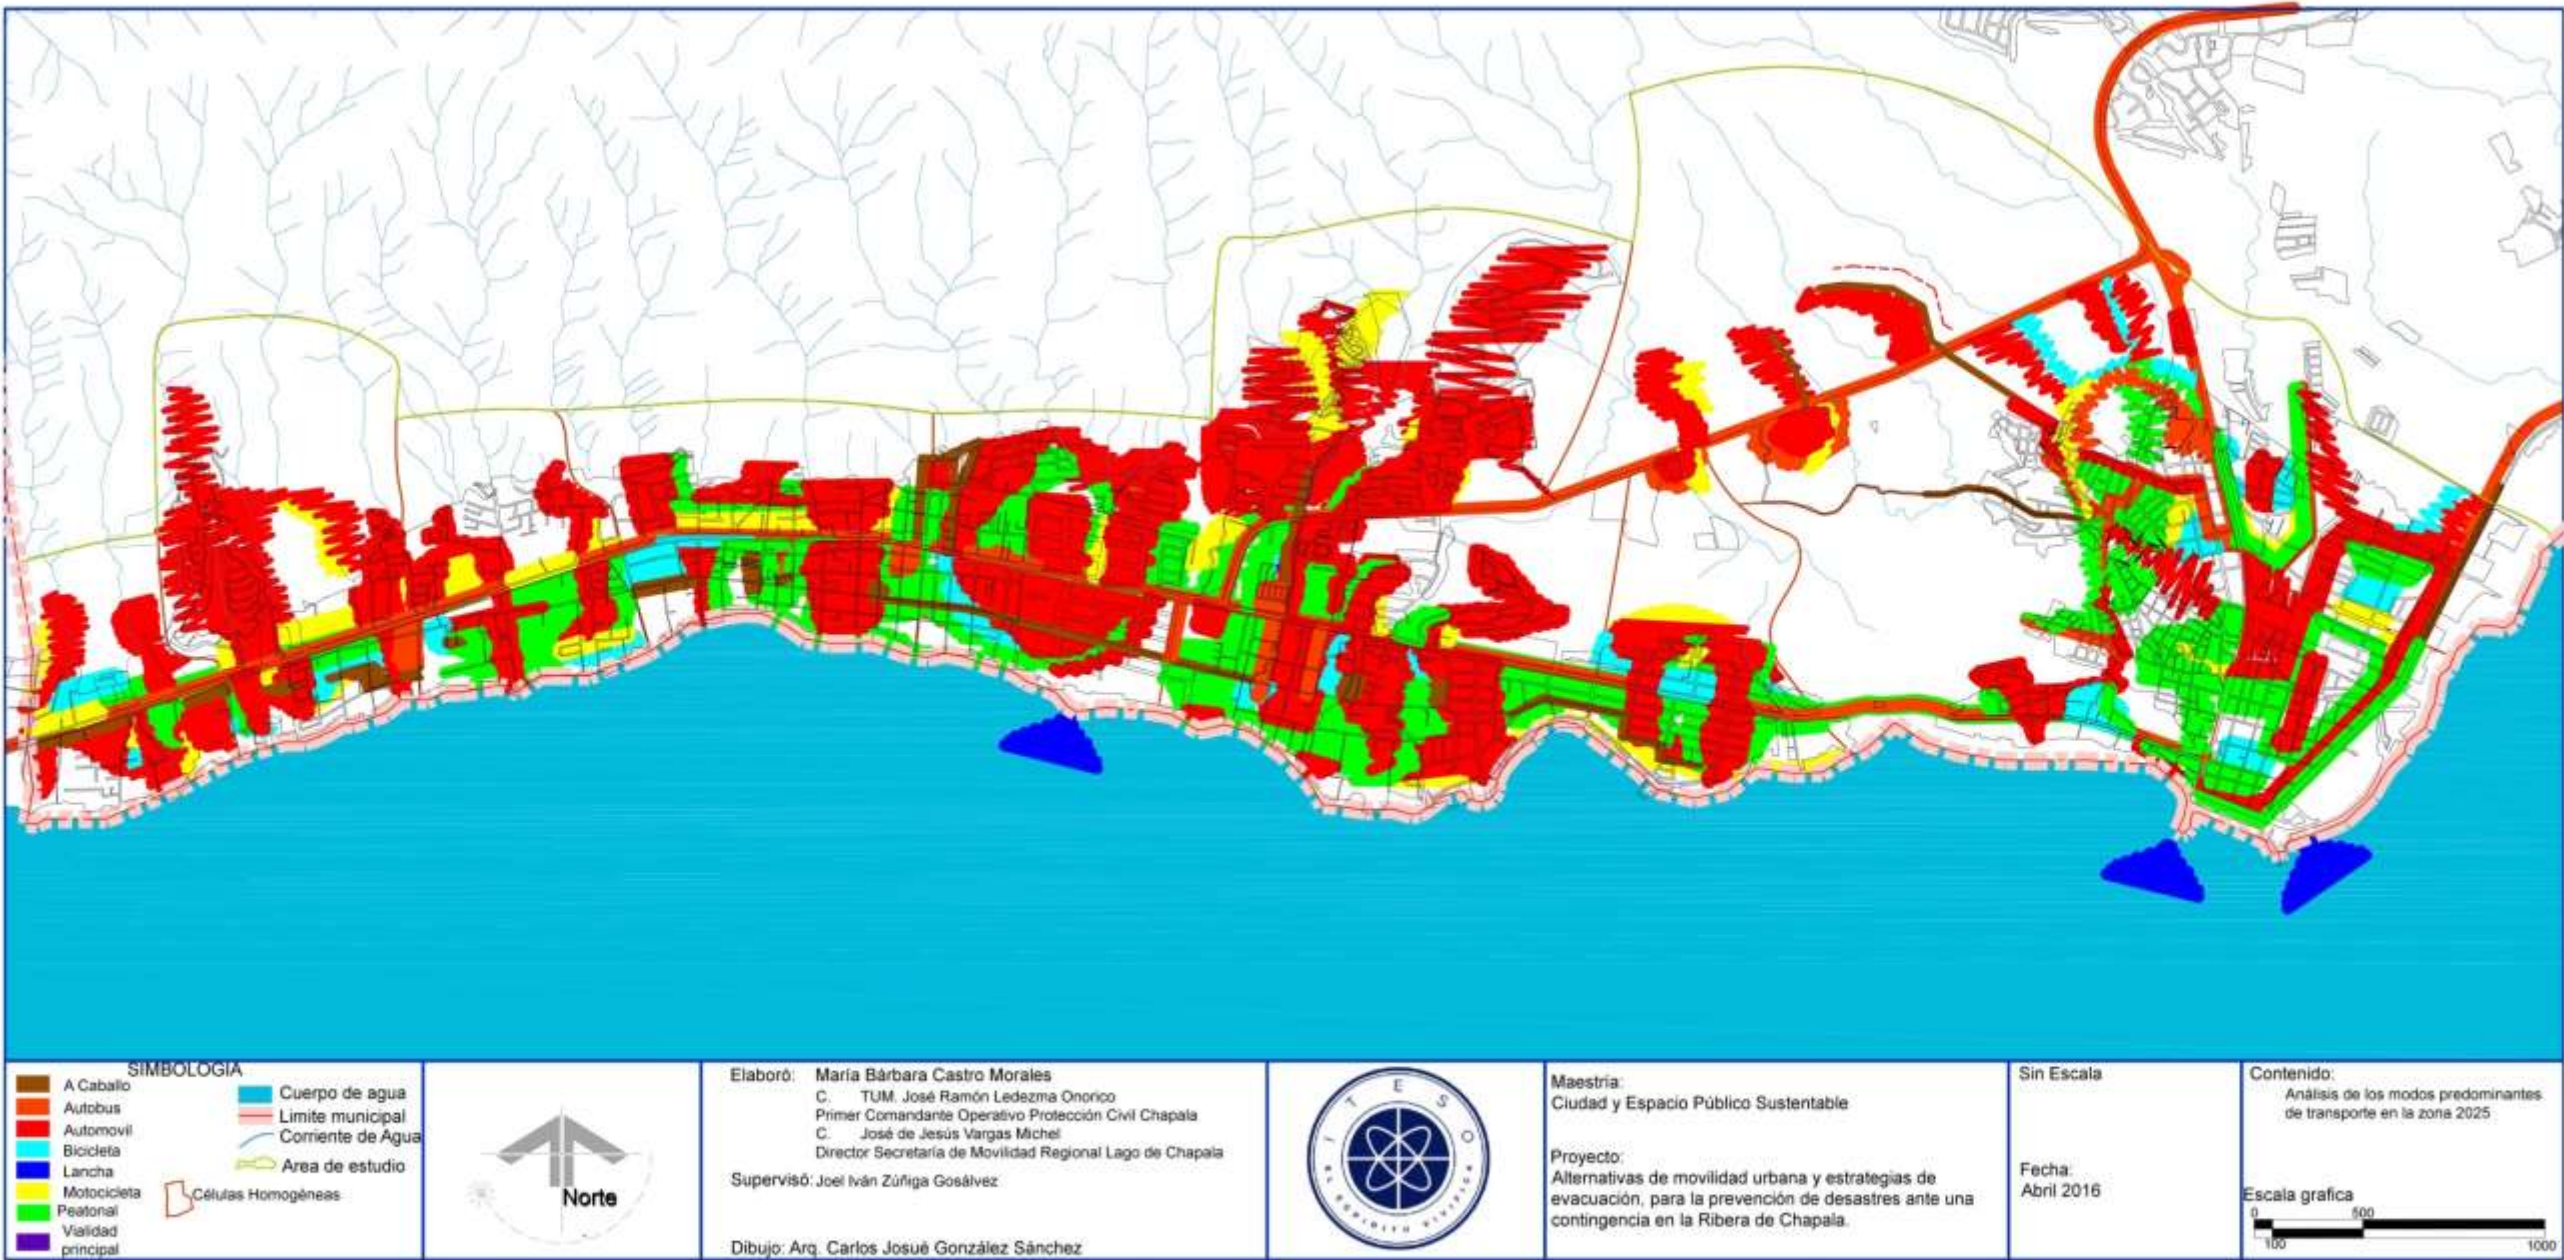 SIMBOLOGIA
A Caballo
Autobus
Automovil
Bicicleta
Lancha
Motocicleta
Peatonal
Vialidad
principal
Cuerpo de agua
Limite municipal
Corriente de Agua
Area de estudio
Células Homogéneas
Norte
Elaboró: María Bárbara Castro Morales
C. TUM. José Ramón Ledezma Onorico
Primer Comandante Operativo Protección Civil Chapala
C. José de Jesús Vargas Michel
Director Secretaría de Movilidad Regional Lago de Chapala
Supervisó: Joel Iván Zúñiga Gosálvez
Dibujo: Arq. Carlos Josué González Sánchez
ITESO
EL ESPIRITU VIVIFICA
Maestría:
Ciudad y Espacio Público Sustentable
Proyecto:
Alternativas de movilidad urbana y estrategias de
evacuación, para la prevención de desastres ante una
contingencia en la Ribera de Chapala.
Sin Escala
Fecha:
Abril 2016
Contenido:
Análisis de los modos predominantes
de transporte en la zona 2025
Escala grafica
0 500
100 1000